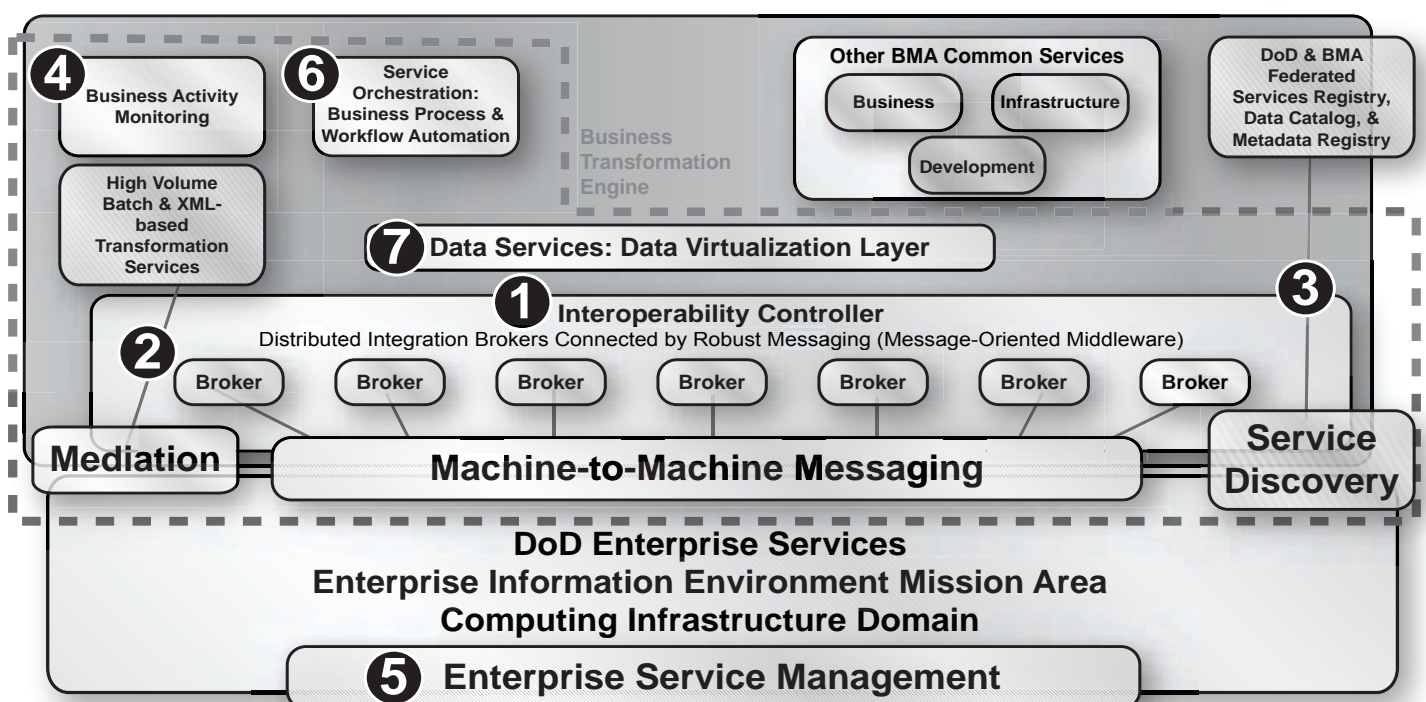 4
Business Activity
Monitoring
6
Service
Orchestration:
Business Process &
Workflow Automation
Business
Transformation
Engine
Other BMA Common Services
Business
Infrastructure
Development
DoD & BMA
Federated
Services Registry,
Data Catalog, &
Metadata Registry
High Volume
Batch & XML-
based
Transformation
Services
7 Data Services: Data Virtualization Layer
3
1
Interoperability Controller
Distributed Integration Brokers Connected by Robust Messaging (Message-Oriented Middleware)
2
Broker Broker Broker Broker Broker Broker Broker
Mediation
Machine-to-Machine Messaging
Service
Discovery
DoD Enterprise Services
Enterprise Information Environment Mission Area
Computing Infrastructure Domain
5 Enterprise Service Management